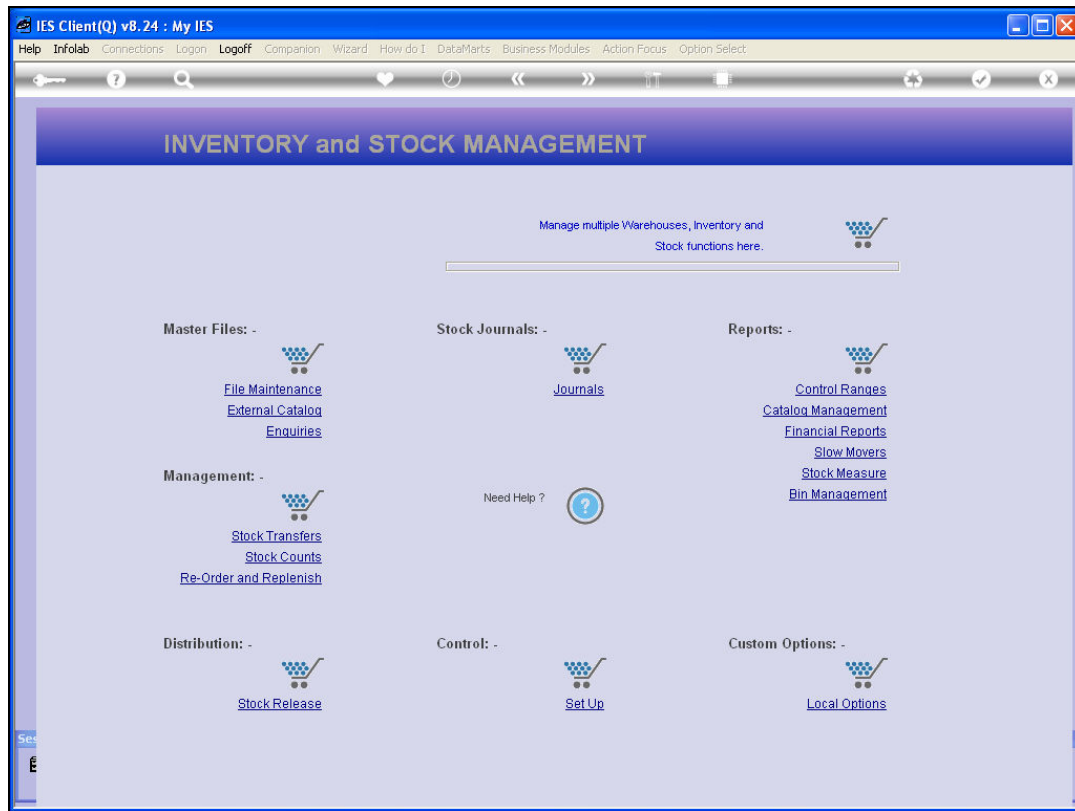 IES Client(Q) v8.24 : My IES
Help Infolab Connections Logon Logoff Companion Wizard How do I DataMarts Business Modules Action Focus Option Select
INVENTORY and STOCK MANAGEMENT
Manage multiple Warehouses, Inventory and
Stock functions here.
Master Files: -
File Maintenance
External Catalog
Enquiries
Stock Journals: -
Journals
Reports: -
Control Ranges
Catalog Management
Financial Reports
Slow Movers
Stock Measure
Bin Management
Management: -
Stock Transfers
Stock Counts
Re-Order and Replenish
Need Help ?
?
Distribution: -
Stock Release
Control: -
Set Up
Custom Options: -
Local Options